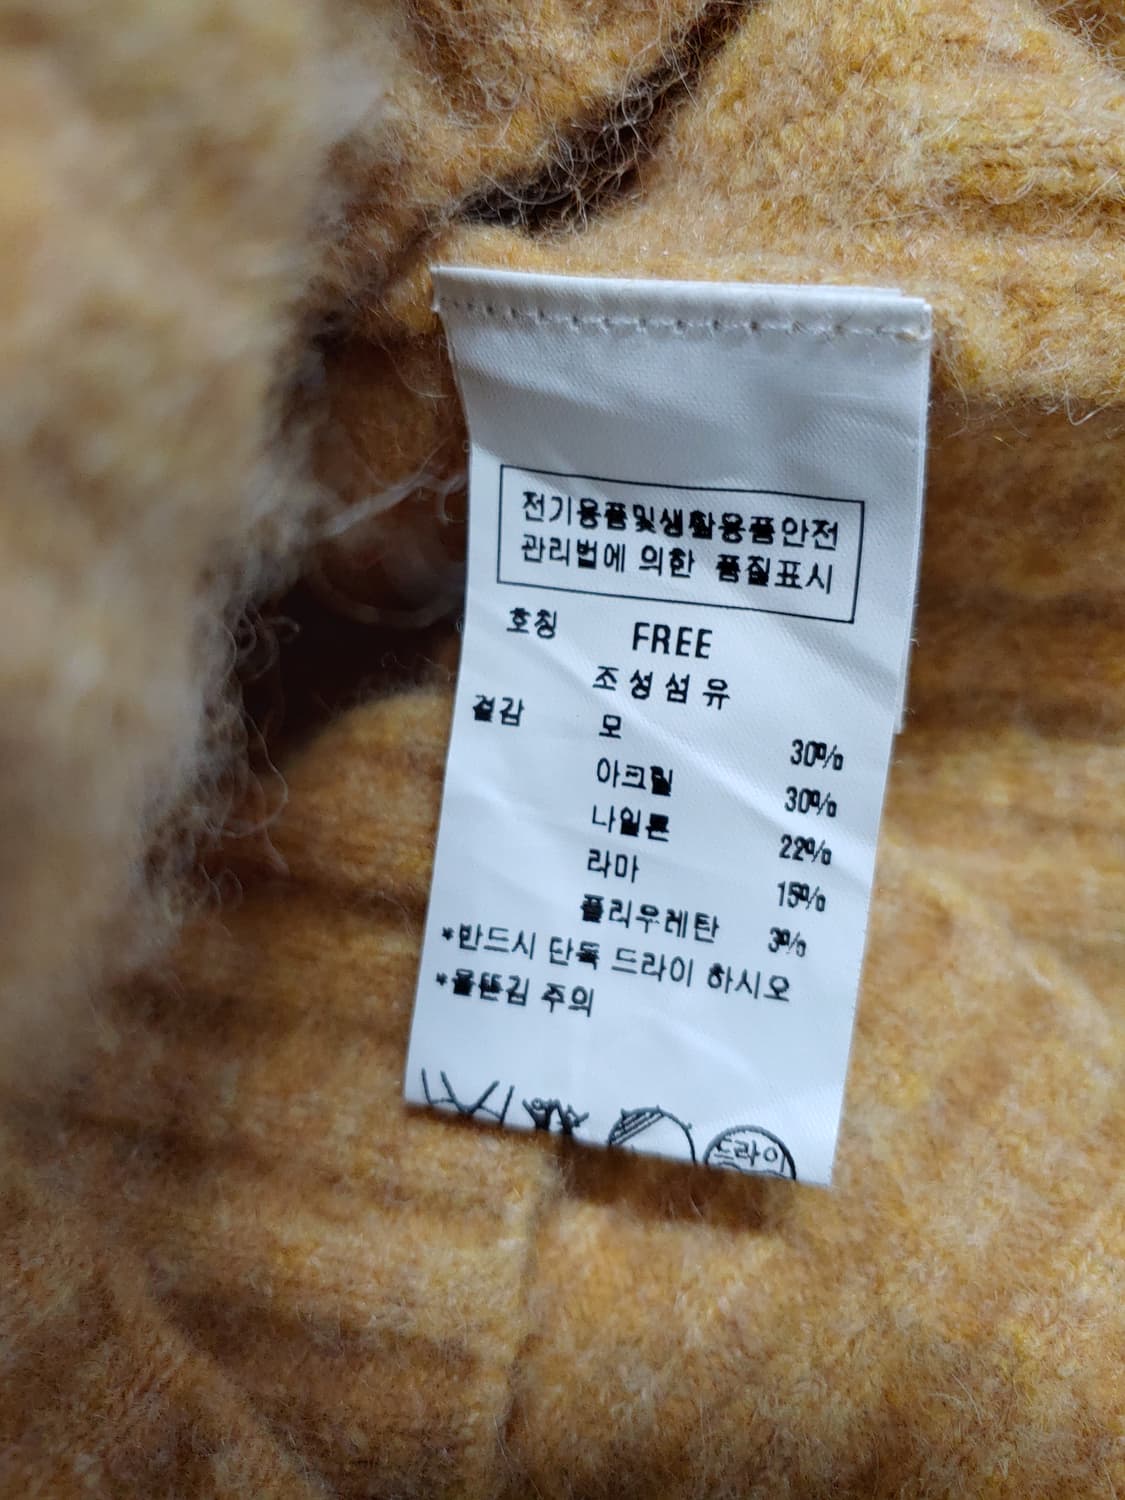 전기용품및생활용품안전
관리법에 의한 품질표시
호칭 FREE
조성섬유
겉감 모 30%
아크릴 30%
나일론 22%
라마 15%
폴리우레탄 3%
*반드시 단독 드라이 하시오
*물뜯김 주의
드라이